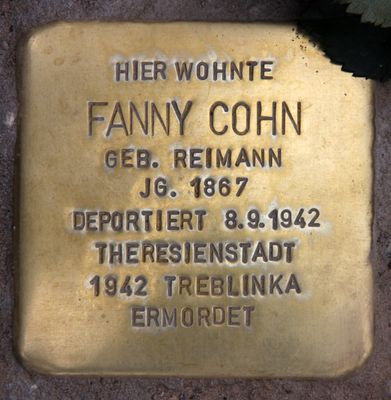 HIER WOHNTE
FANNY COHN
GEB. REIMANN
JG. 1867
DEPORTIERT 8.9.1942
THERESIENSTADT
1942 TREBLINKA
ERMORDET